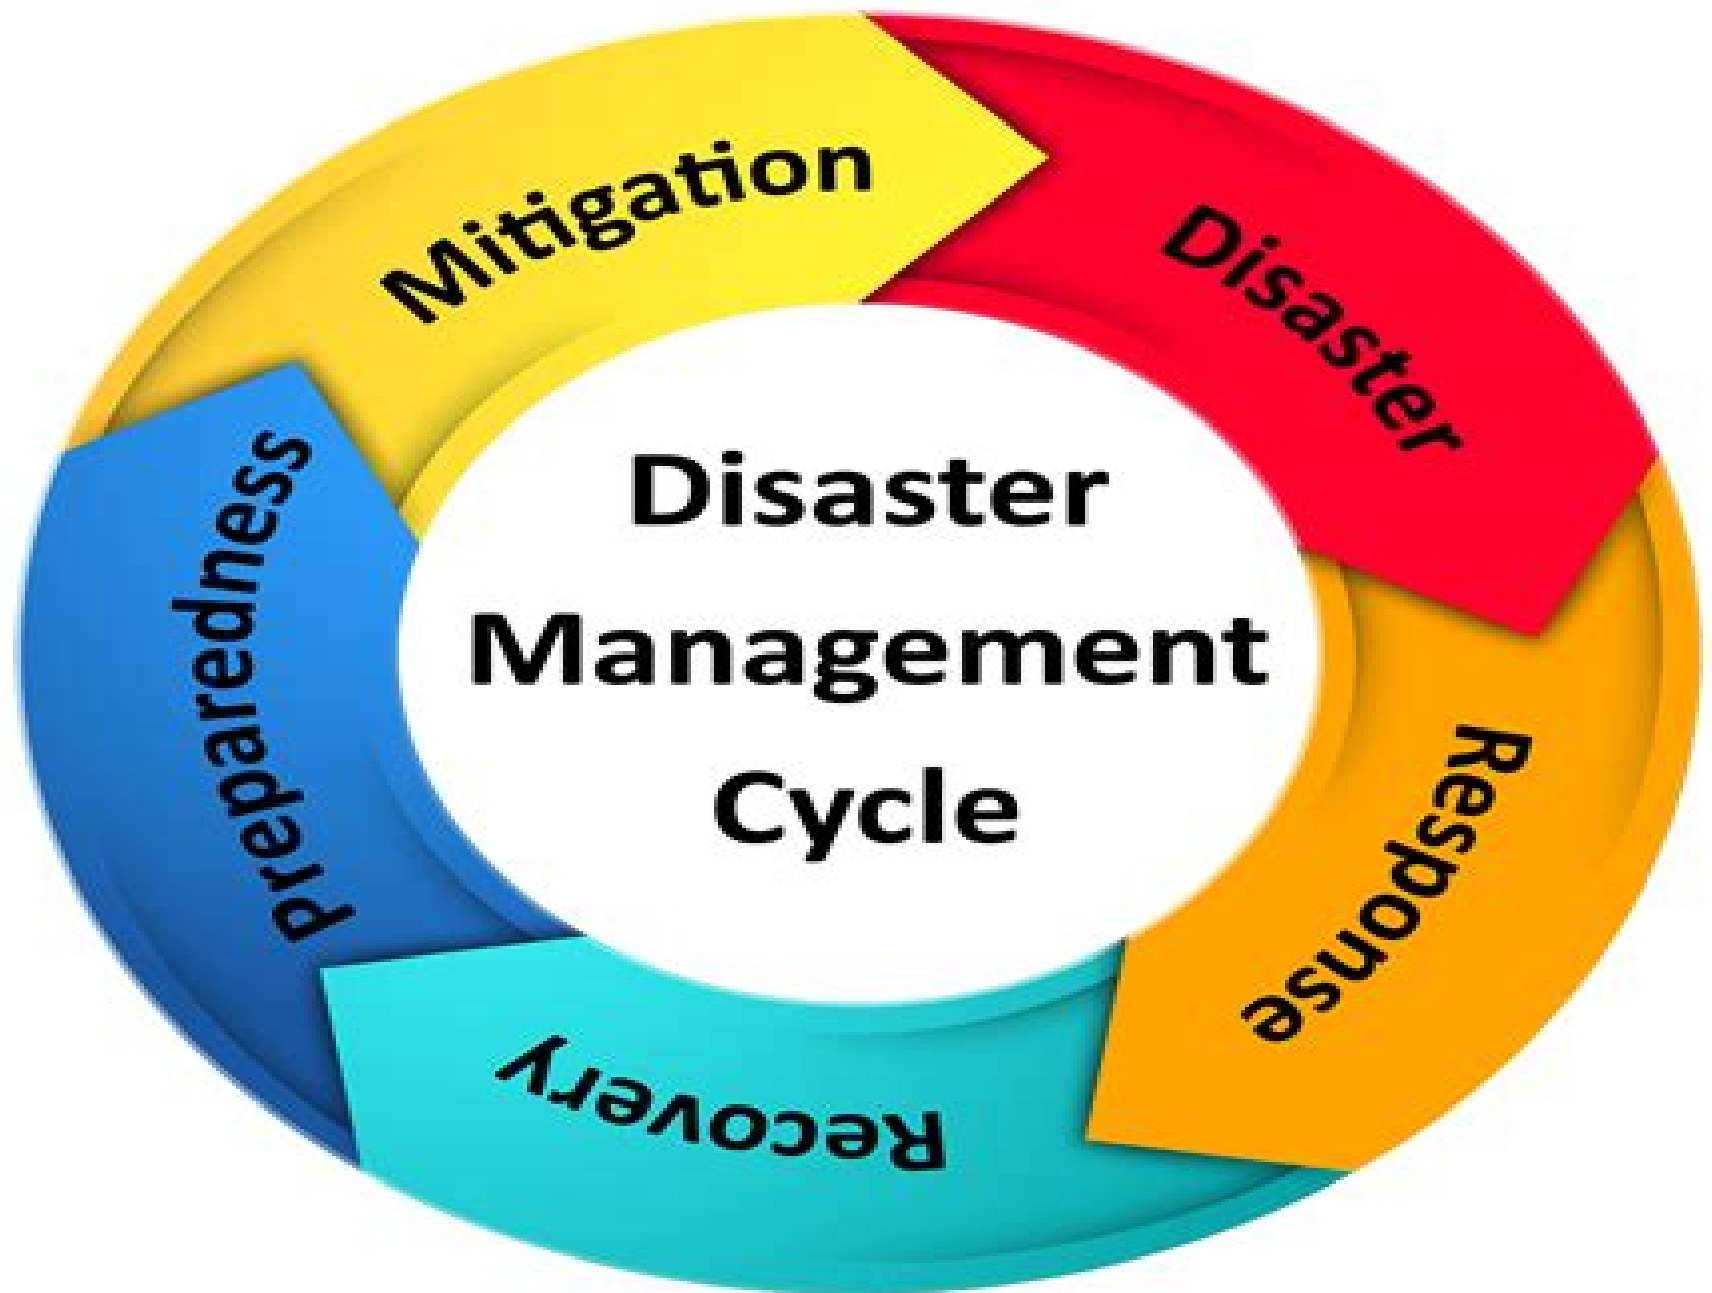 Mitigation
Disaster
Response
Recovery
Preparedness
Disaster
Management
Cycle